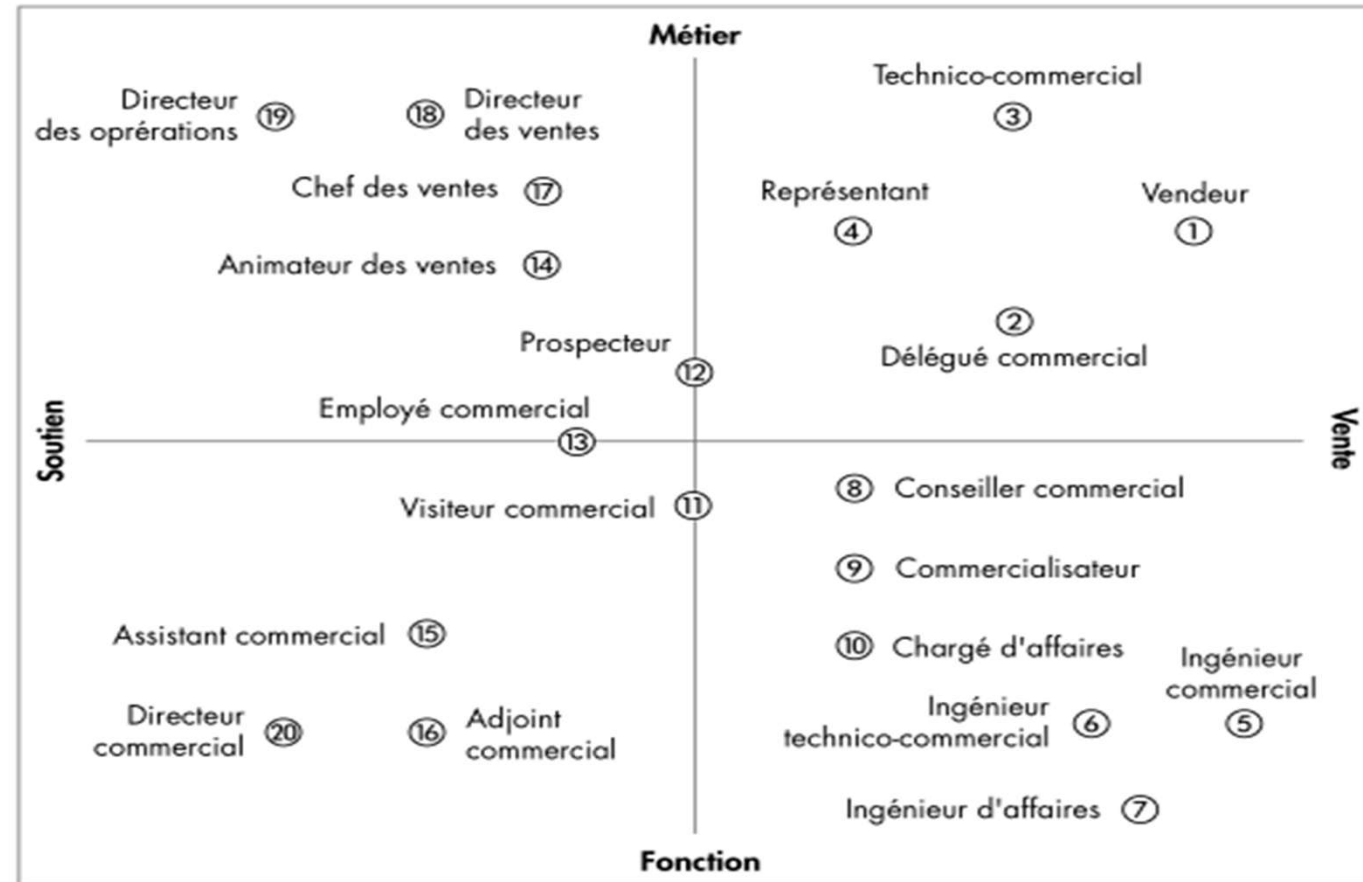 Métier
Technico-commercial
3
Directeur
des oprérations
19
18
Directeur
des ventes
Chef des ventes
17
Représentant
4
Vendeur
1
Animateur des ventes
14
2
Délégué commercial
Prospecteur
12
Employé commercial
13
Soutien
Vente
8
Conseiller commercial
Visiteur commercial
11
9
Commercialisateur
Assistant commercial
15
10
Chargé d'affaires
Ingénieur
commercial
5
Directeur
commercial
20
16
Adjoint
commercial
Ingénieur
technico-commercial
6
Ingénieur d'affaires
7
Fonction